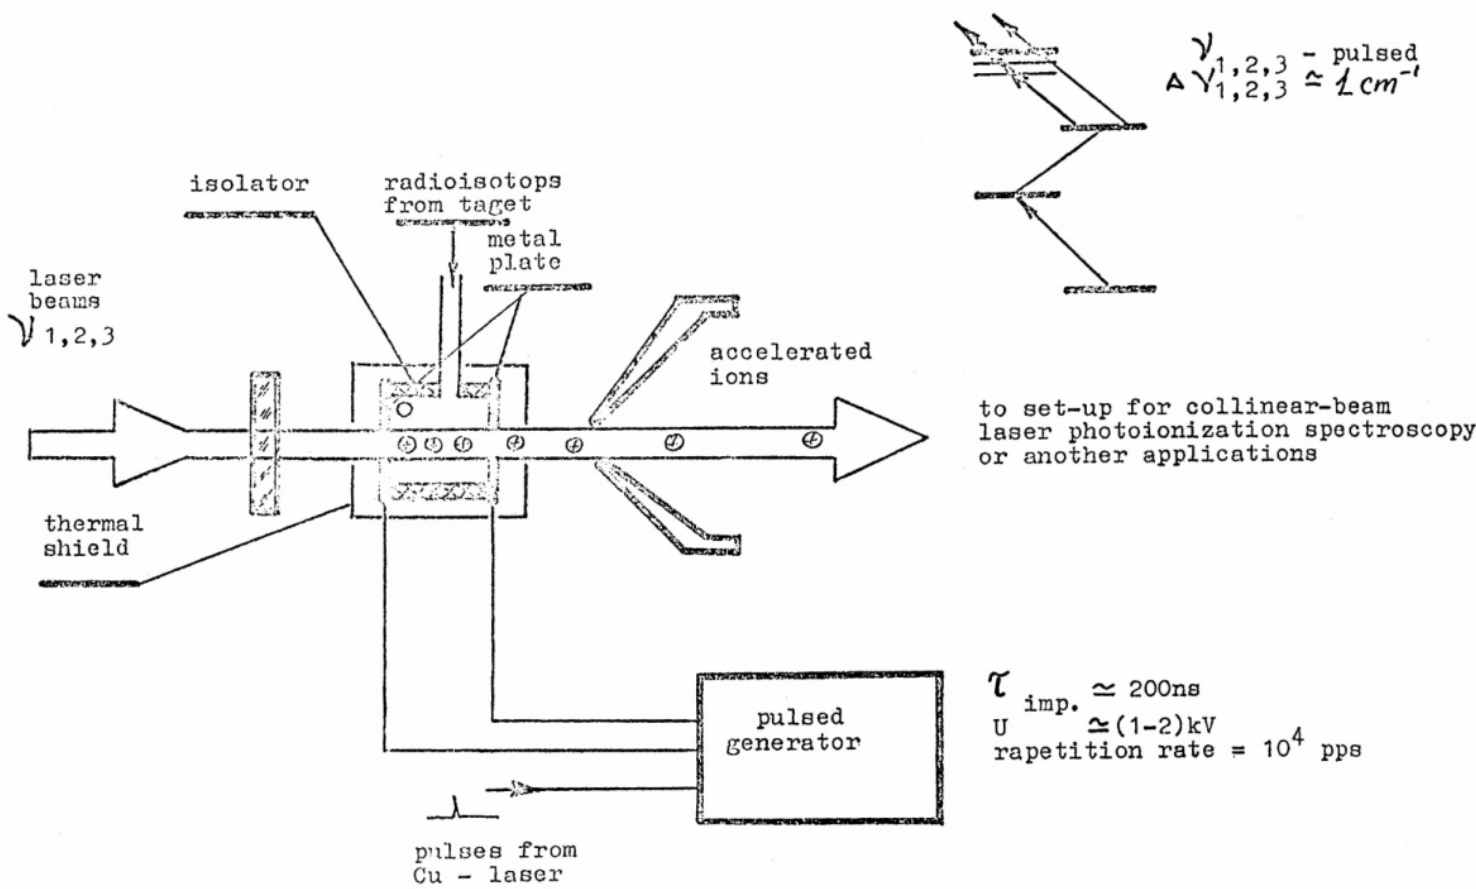 ν1,2,3 - pulsed
Δν1,2,3 ≃ 1 cm⁻¹
isolator
radioisotops
from taget
metal
plate
laser
beams
ν 1,2,3
accelerated
ions
to set-up for collinear-beam
laser photoionization spectroscopy
or another applications
thermal
shield
τ imp. ≃ 200ns
U ≃(1-2)kV
rapetition rate = 10⁴ pps
pulsed
generator
pulses from
Cu - laser